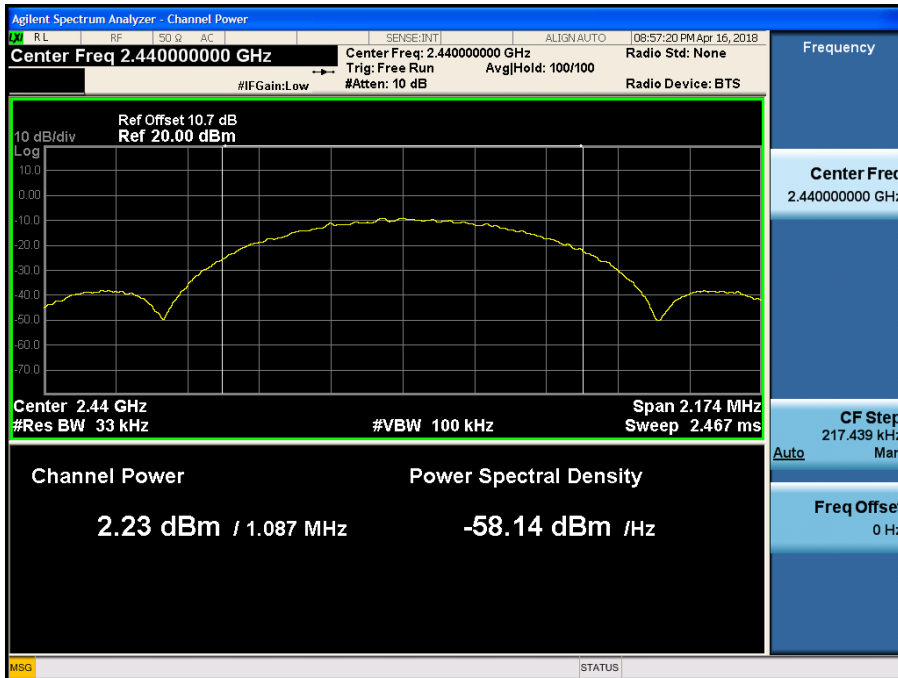 Agilent Spectrum Analyzer - Channel Power
LXI RL RF 50 Ω AC SENSE:INT ALIGN AUTO 08:57:20 PM Apr 16, 2018
Center Freq 2.440000000 GHz
Center Freq: 2.440000000 GHz Radio Std: None
Trig: Free Run Avg|Hold: 100/100
#IFGain:Low #Atten: 10 dB Radio Device: BTS
Ref Offset 10.7 dB
10 dB/div Ref 20.00 dBm
Log
10.0
0.00
-10.0
-20.0
-30.0
-40.0
-50.0
-60.0
-70.0
Center 2.44 GHz Span 2.174 MHz
#Res BW 33 kHz #VBW 100 kHz Sweep 2.467 ms
Channel Power Power Spectral Density
2.23 dBm / 1.087 MHz -58.14 dBm /Hz
Frequency
Center Freq
2.440000000 GHz
CF Step
217.439 kHz
Auto Man
Freq Offset
0 Hz
MSG STATUS